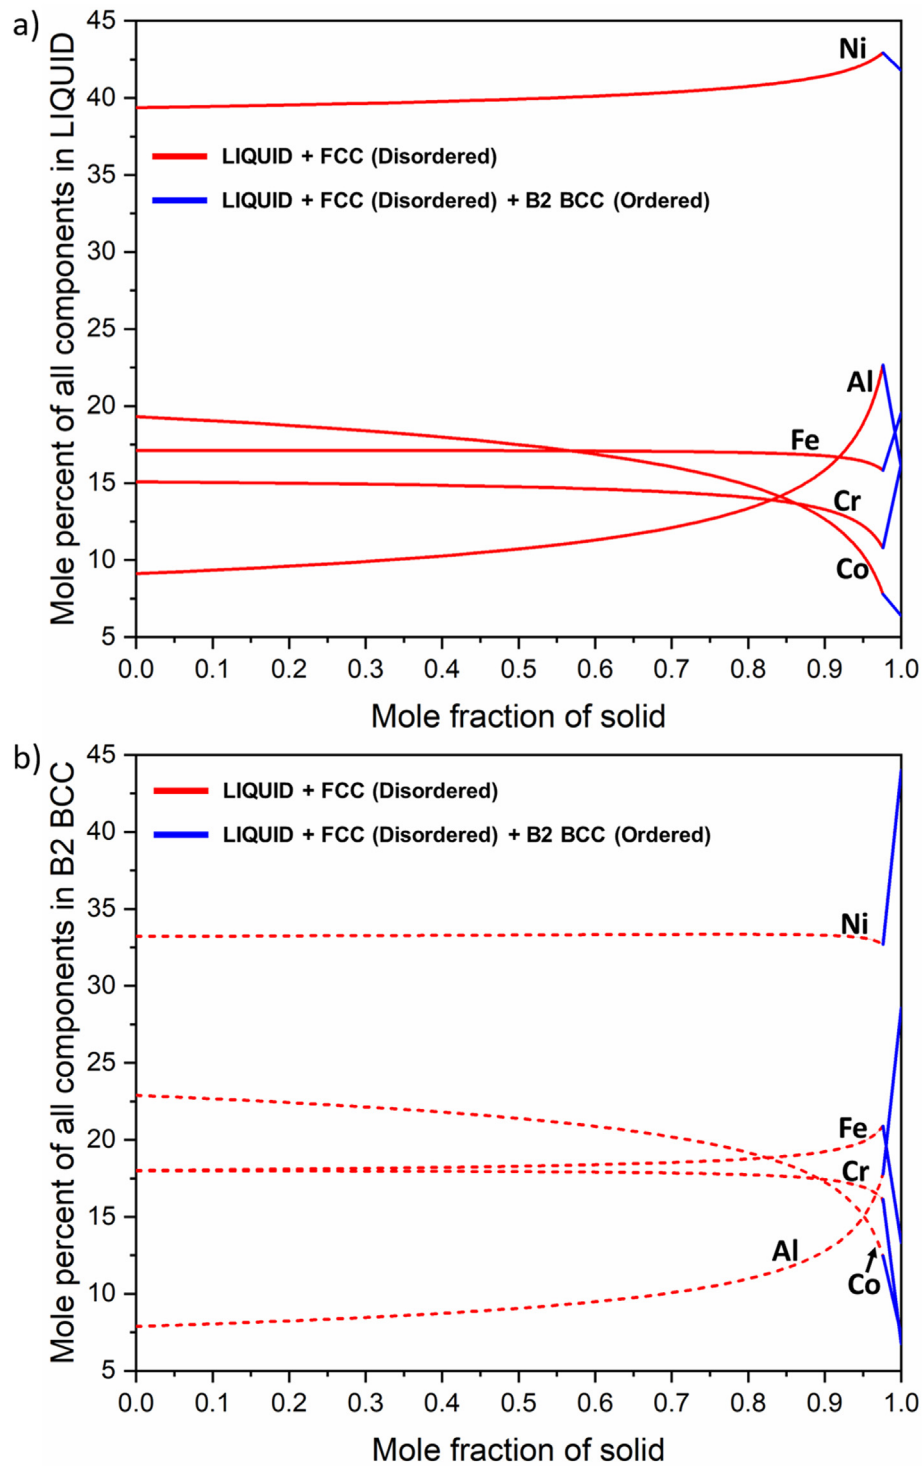 a)
Mole percent of all components in LIQUID
45
40
35
30
25
20
15
10
5
Ni
LIQUID + FCC (Disordered)
LIQUID + FCC (Disordered) + B2 BCC (Ordered)
Al
Fe
Cr
Co
0.0 0.1 0.2 0.3 0.4 0.5 0.6 0.7 0.8 0.9 1.0
Mole fraction of solid
b)
Mole percent of all components in B2 BCC
45
40
35
30
25
20
15
10
5
LIQUID + FCC (Disordered)
LIQUID + FCC (Disordered) + B2 BCC (Ordered)
Ni
Fe
Cr
Al
Co
0.0 0.1 0.2 0.3 0.4 0.5 0.6 0.7 0.8 0.9 1.0
Mole fraction of solid